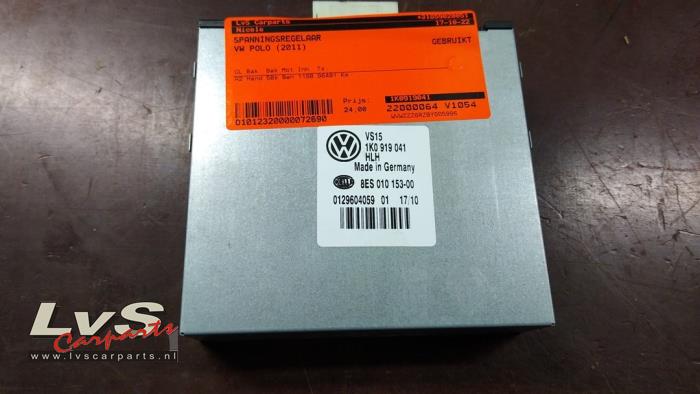 LvS Carparts
Nicole
17-10-22
SPANNINGSREGELAAR
VW POLO (2011)
GEBRUIKT
Prijs:
24,00
1K0919041
22000064 V1054
0101232000007269O
VS15
1K0 919 041
HLH
Made in Germany
HELLA
8ES 010 153-00
0129604059 01 17/10
LvS
Carparts
www.lvscarparts.nl